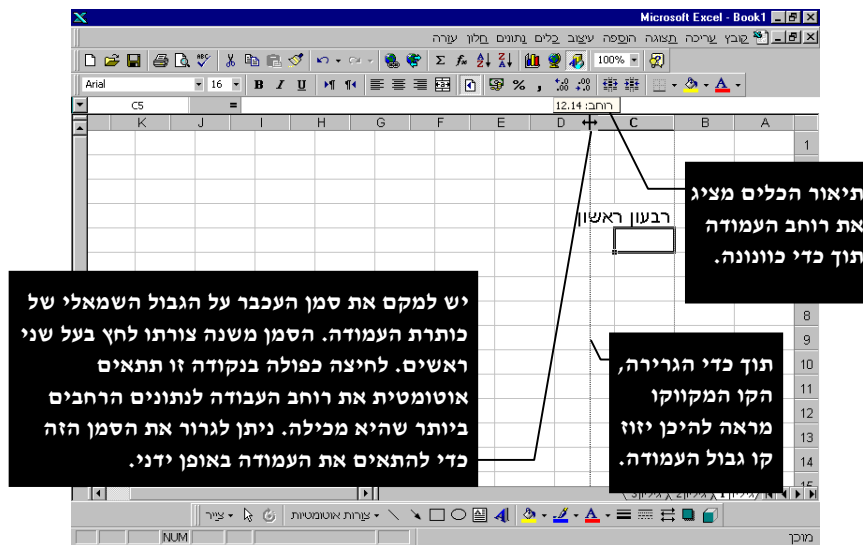 Microsoft Excel - Book1
קובץ עריכה תצוגה הוספה עיצוב כלים נתונים חלון עזרה
100%
Arial 16 B I U % ,
C5 =
רוחב: 12.14
A B C D E F G H I J K
1
תיאור הכלים מציג
את רוחב העמודה
תוך כדי כוונונה.
רבעון ראשון
יש למקם את סמן העכבר על הגבול השמאלי של
כותרת העמודה. הסמן משנה צורתו לחץ בעל שני
ראשים. לחיצה כפולה בנקודה זו תתאים
אוטומטית את רוחב העבודה לנתונים הרחבים
ביותר שהיא מכילה. ניתן לגרור את הסמן הזה
כדי להתאים את העמודה באופן ידני.
תוך כדי הגרירה,
הקו המקווקו
מראה להיכן יזוז
קו גבול העמודה.
8
9
10
11
12
13
14
15
גיליון1 גיליון2 גיליון3
צייר צורות אוטומטיות
מוכן
NUM